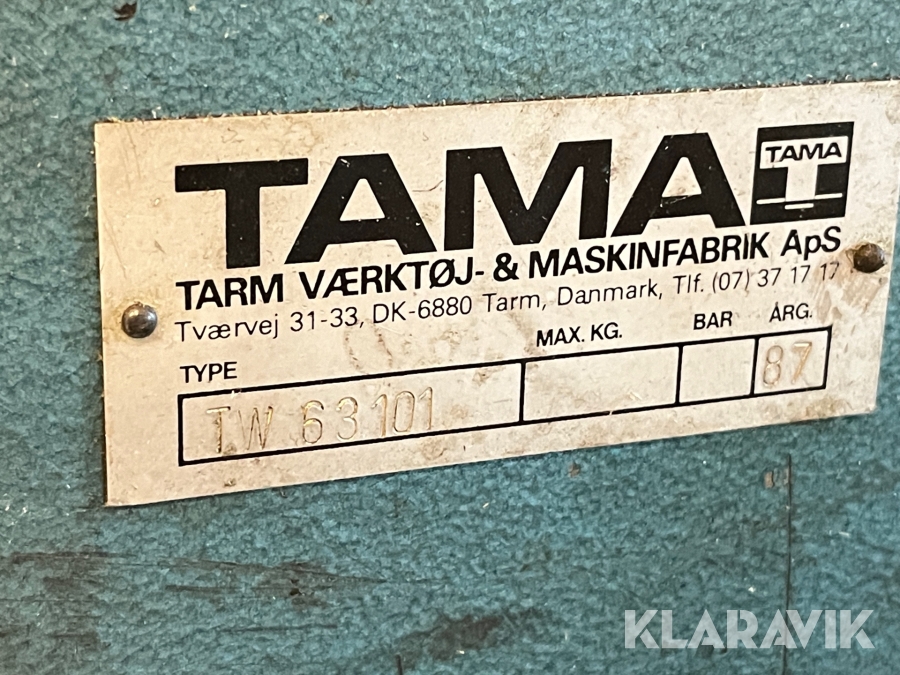 TAMA
TAMA
TARM VÆRKTØJ- & MASKINFABRIK ApS
Tværvej 31-33, DK-6880 Tarm, Danmark, Tlf. (07) 37 17 17
TYPE MAX. KG. BAR ÅRG.
TW 63101 87
KLARAVIK